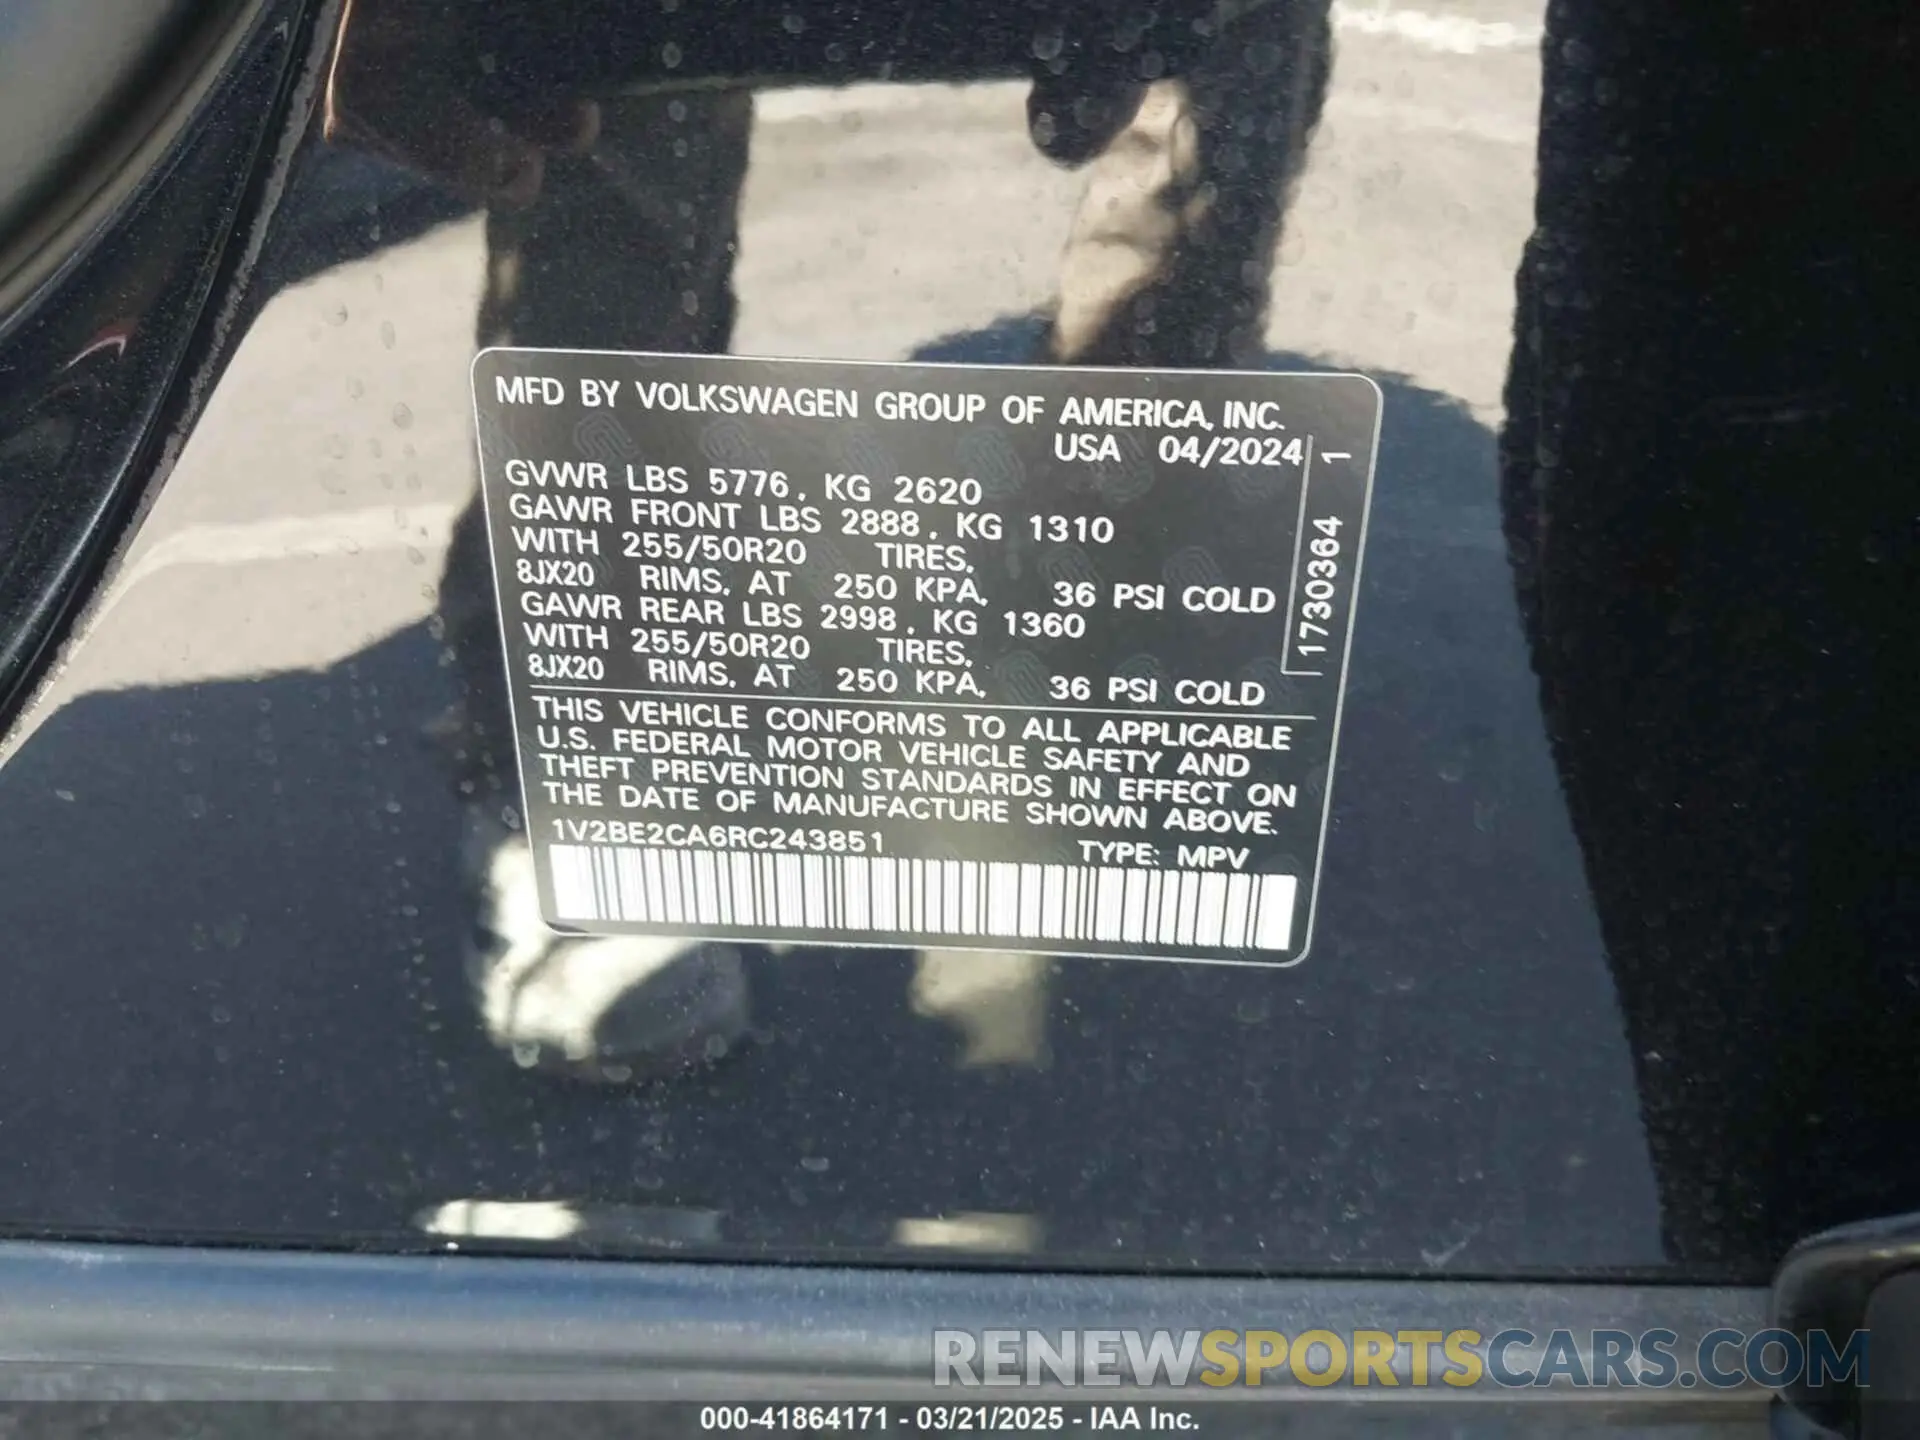 MFD BY VOLKSWAGEN GROUP OF AMERICA, INC.
USA 04/2024
GVWR LBS 5776, KG 2620
GAWR FRONT LBS 2888, KG 1310
WITH 255/50R20 TIRES,
8JX20 RIMS, AT 250 KPA, 36 PSI COLD
GAWR REAR LBS 2998, KG 1360
WITH 255/50R20 TIRES,
8JX20 RIMS, AT 250 KPA, 36 PSI COLD
1730364 1
THIS VEHICLE CONFORMS TO ALL APPLICABLE
U.S. FEDERAL MOTOR VEHICLE SAFETY AND
THEFT PREVENTION STANDARDS IN EFFECT ON
THE DATE OF MANUFACTURE SHOWN ABOVE.
1V2BE2CA6RC243851 TYPE: MPV
RENEWSPORTSCARS.COM
000-41864171 - 03/21/2025 - IAA Inc.